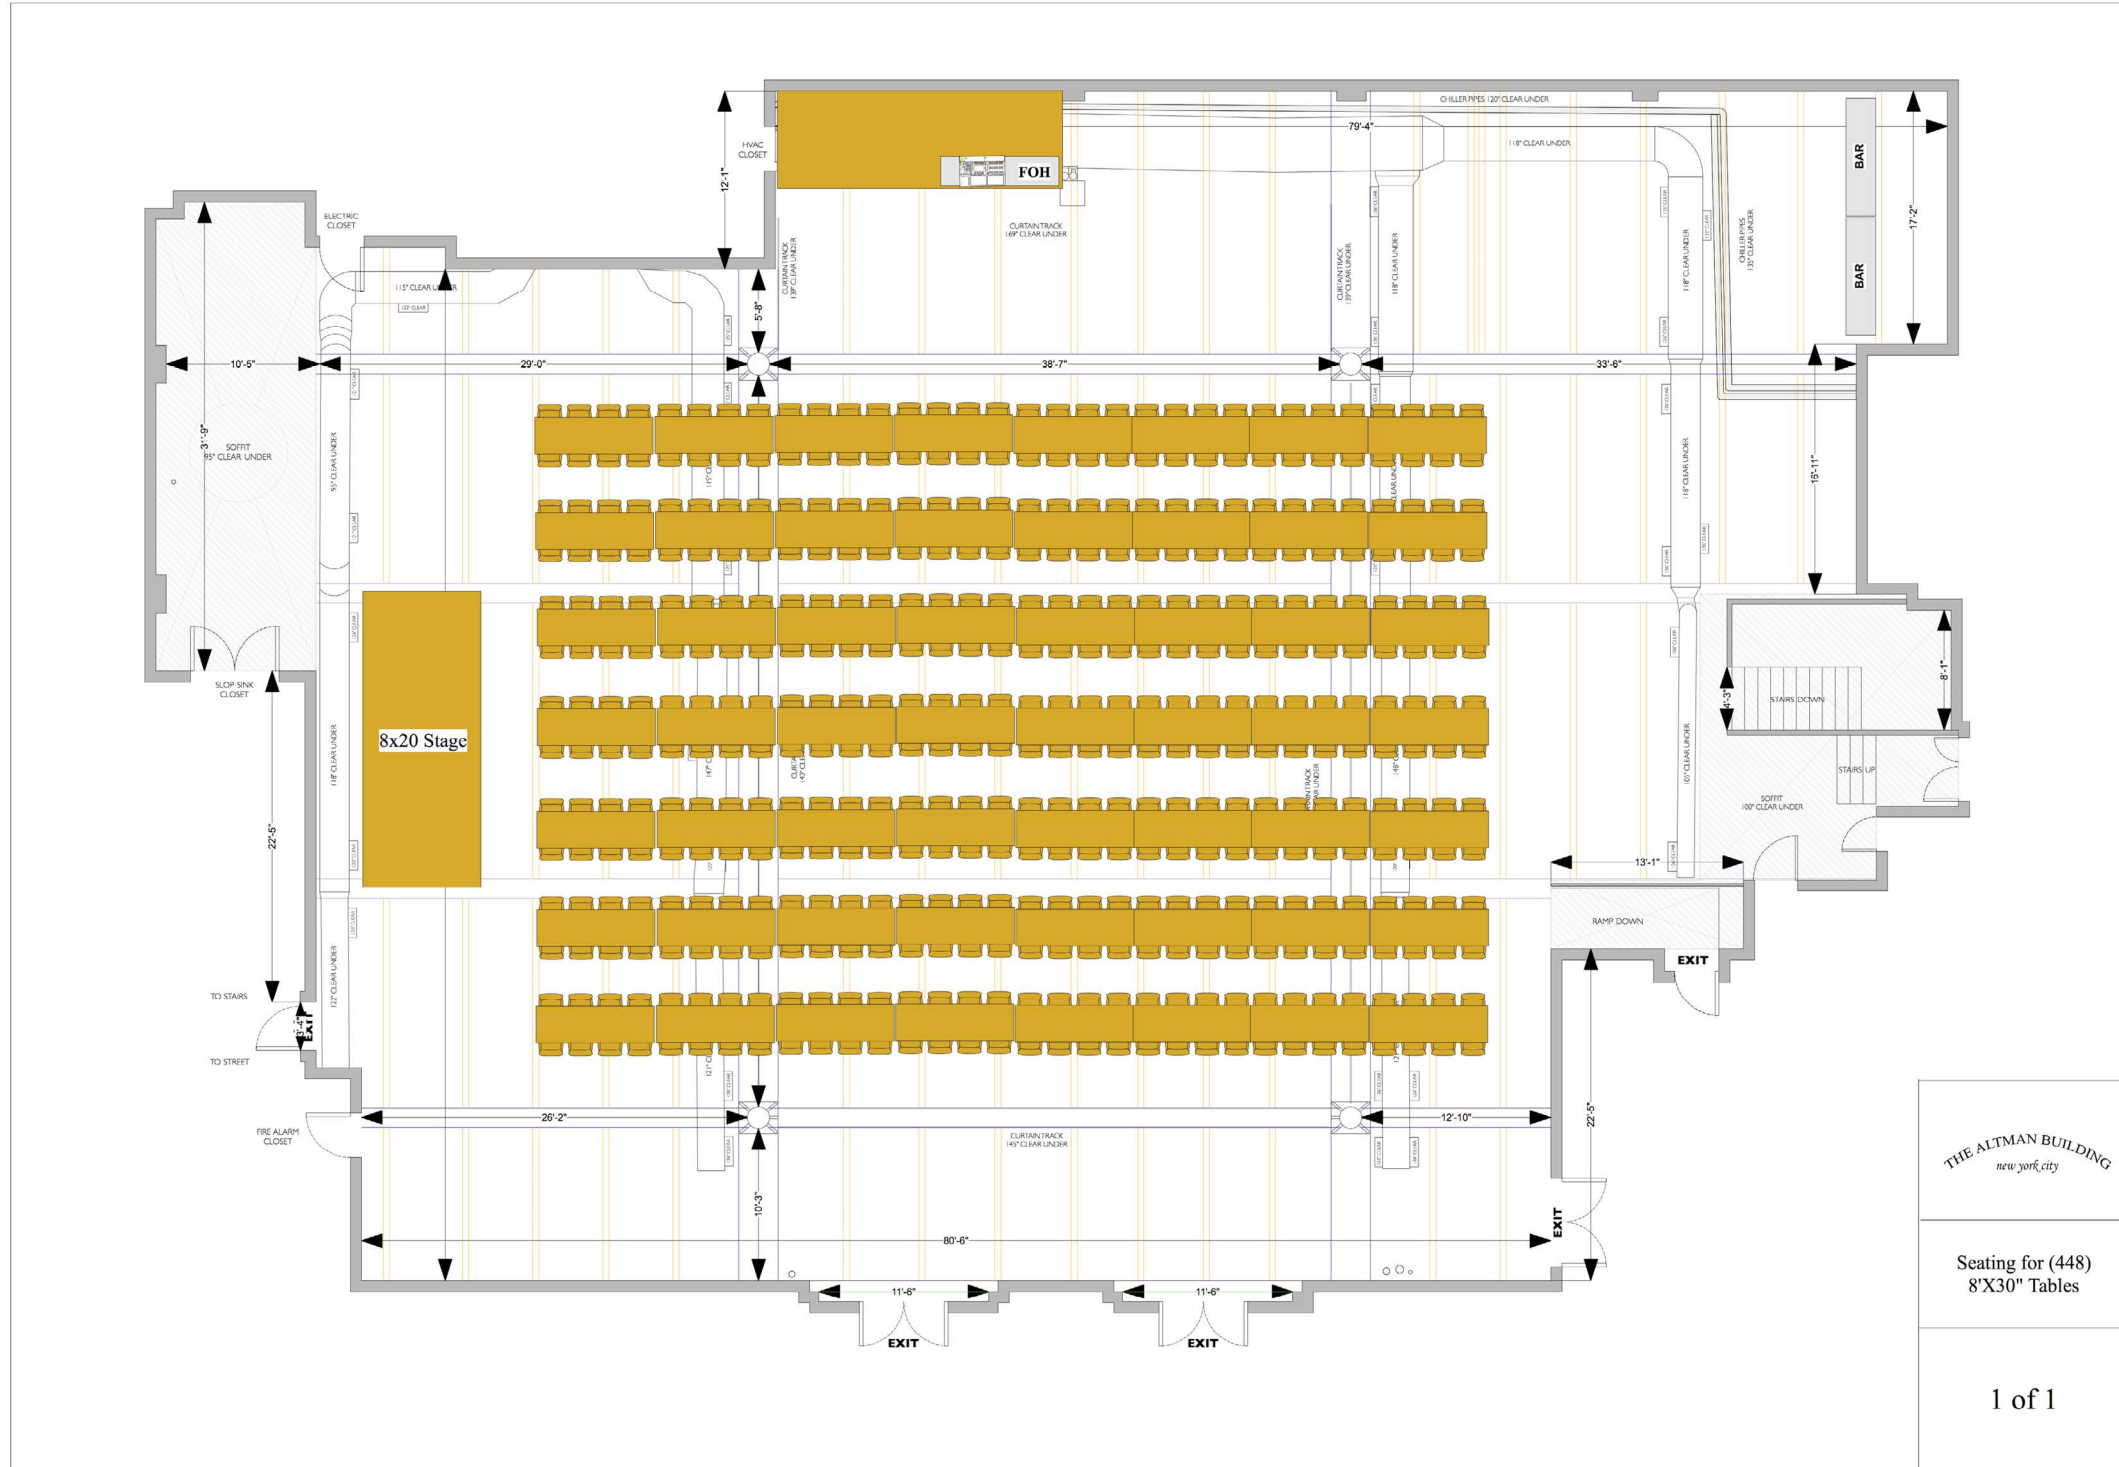 CHILLER PIPES 120" CLEAR UNDER
79'-4"
118" CLEAR UNDER
HVAC
CLOSET
12'-1"
FOH
BAR
BAR
17'-2"
ELECTRIC
CLOSET
CURTAIN TRACK
169" CLEAR UNDER
CURTAIN TRACK
139" CLEAR UNDER
CURTAIN TRACK
139" CLEAR UNDER
118" CLEAR UNDER
118" CLEAR UNDER
CHILLER PIPES
135" CLEAR UNDER
115" CLEAR UNDER
123" CLEAR
5'-8"
10'-5"
29'-0"
38'-7"
33'-6"
31'-9"
SOFFIT
95" CLEAR UNDER
95" CLEAR UNDER
118" CLEAR UNDER
16'-11"
SLOP SINK
CLOSET
8x20 Stage
118" CLEAR UNDER
22'-5"
STAIRS DOWN
4'-3"
8'-1"
STAIRS UP
SOFFIT
100" CLEAR UNDER
103" CLEAR UNDER
13'-1"
RAMP DOWN
EXIT
122" CLEAR UNDER
TO STAIRS
3'-4"
EXIT
TO STREET
FIRE ALARM
CLOSET
26'-2"
12'-10"
22'-5"
CURTAIN TRACK
145" CLEAR UNDER
10'-3"
80'-6"
EXIT
11'-6"
11'-6"
EXIT
EXIT
THE ALTMAN BUILDING
new york city
Seating for (448)
8'X30" Tables
1 of 1